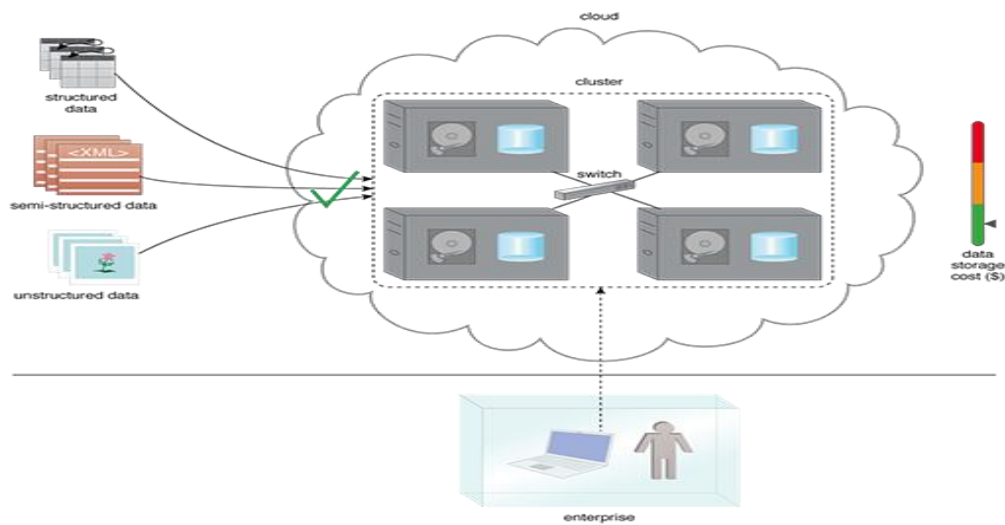 cloud
structured
data
cluster
<XML>
switch
semi-structured data
unstructured data
data
storage
cost ($)
enterprise